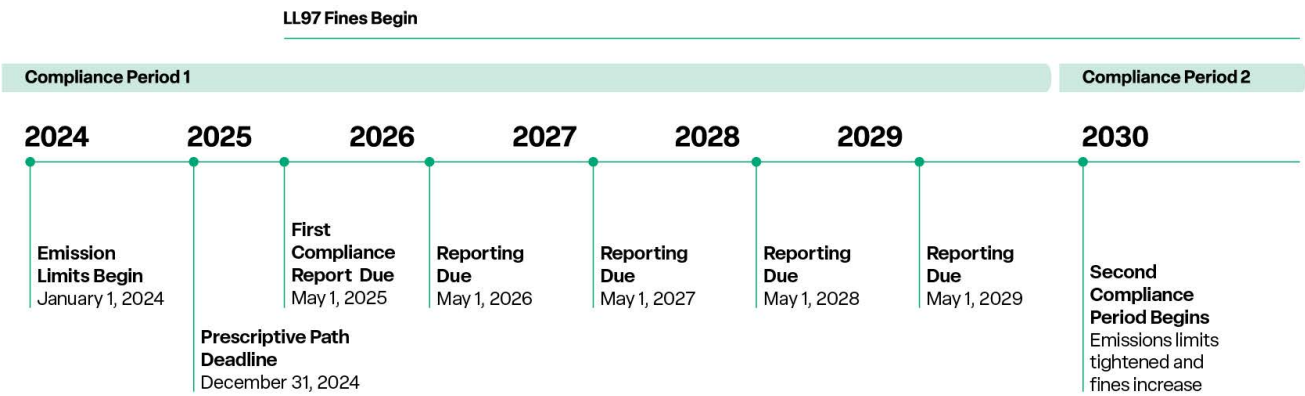 LL97 Fines Begin
Compliance Period 1
Compliance Period 2
2024
2025
2026
2027
2028
2029
2030
Emission
Limits Begin
January 1, 2024
Prescriptive Path
Deadline
December 31, 2024
First
Compliance
Report Due
May 1, 2025
Reporting
Due
May 1, 2026
Reporting
Due
May 1, 2027
Reporting
Due
May 1, 2028
Reporting
Due
May 1, 2029
Second
Compliance
Period Begins
Emissions limits
tightened and
fines increase